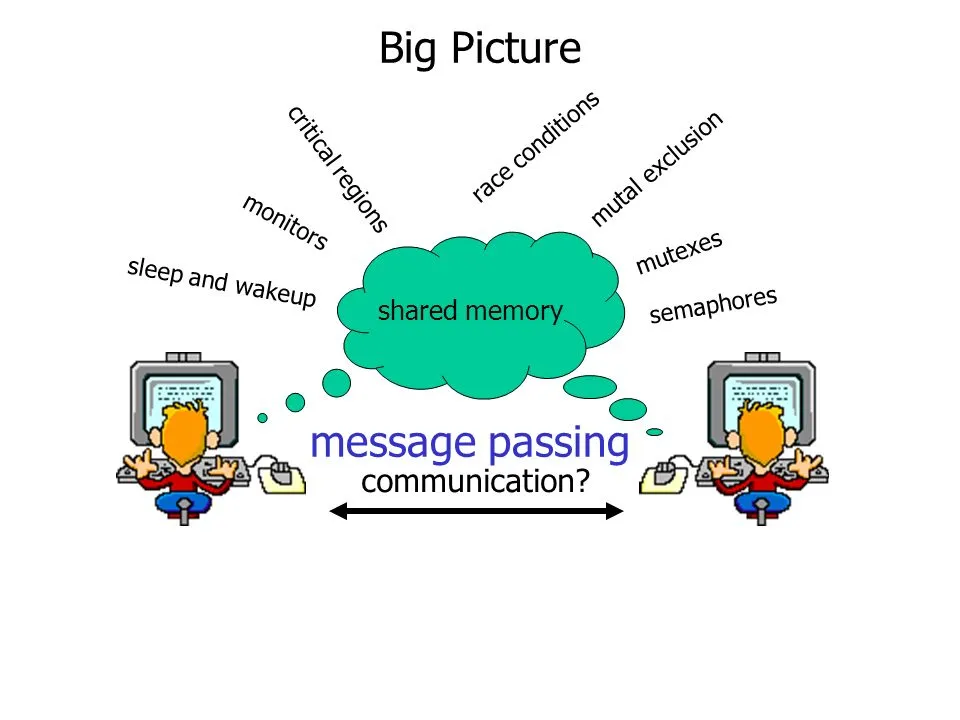 Big Picture
critical regions
race conditions
mutal exclusion
monitors
mutexes
sleep and wakeup
semaphores
shared memory
message passing
communication?